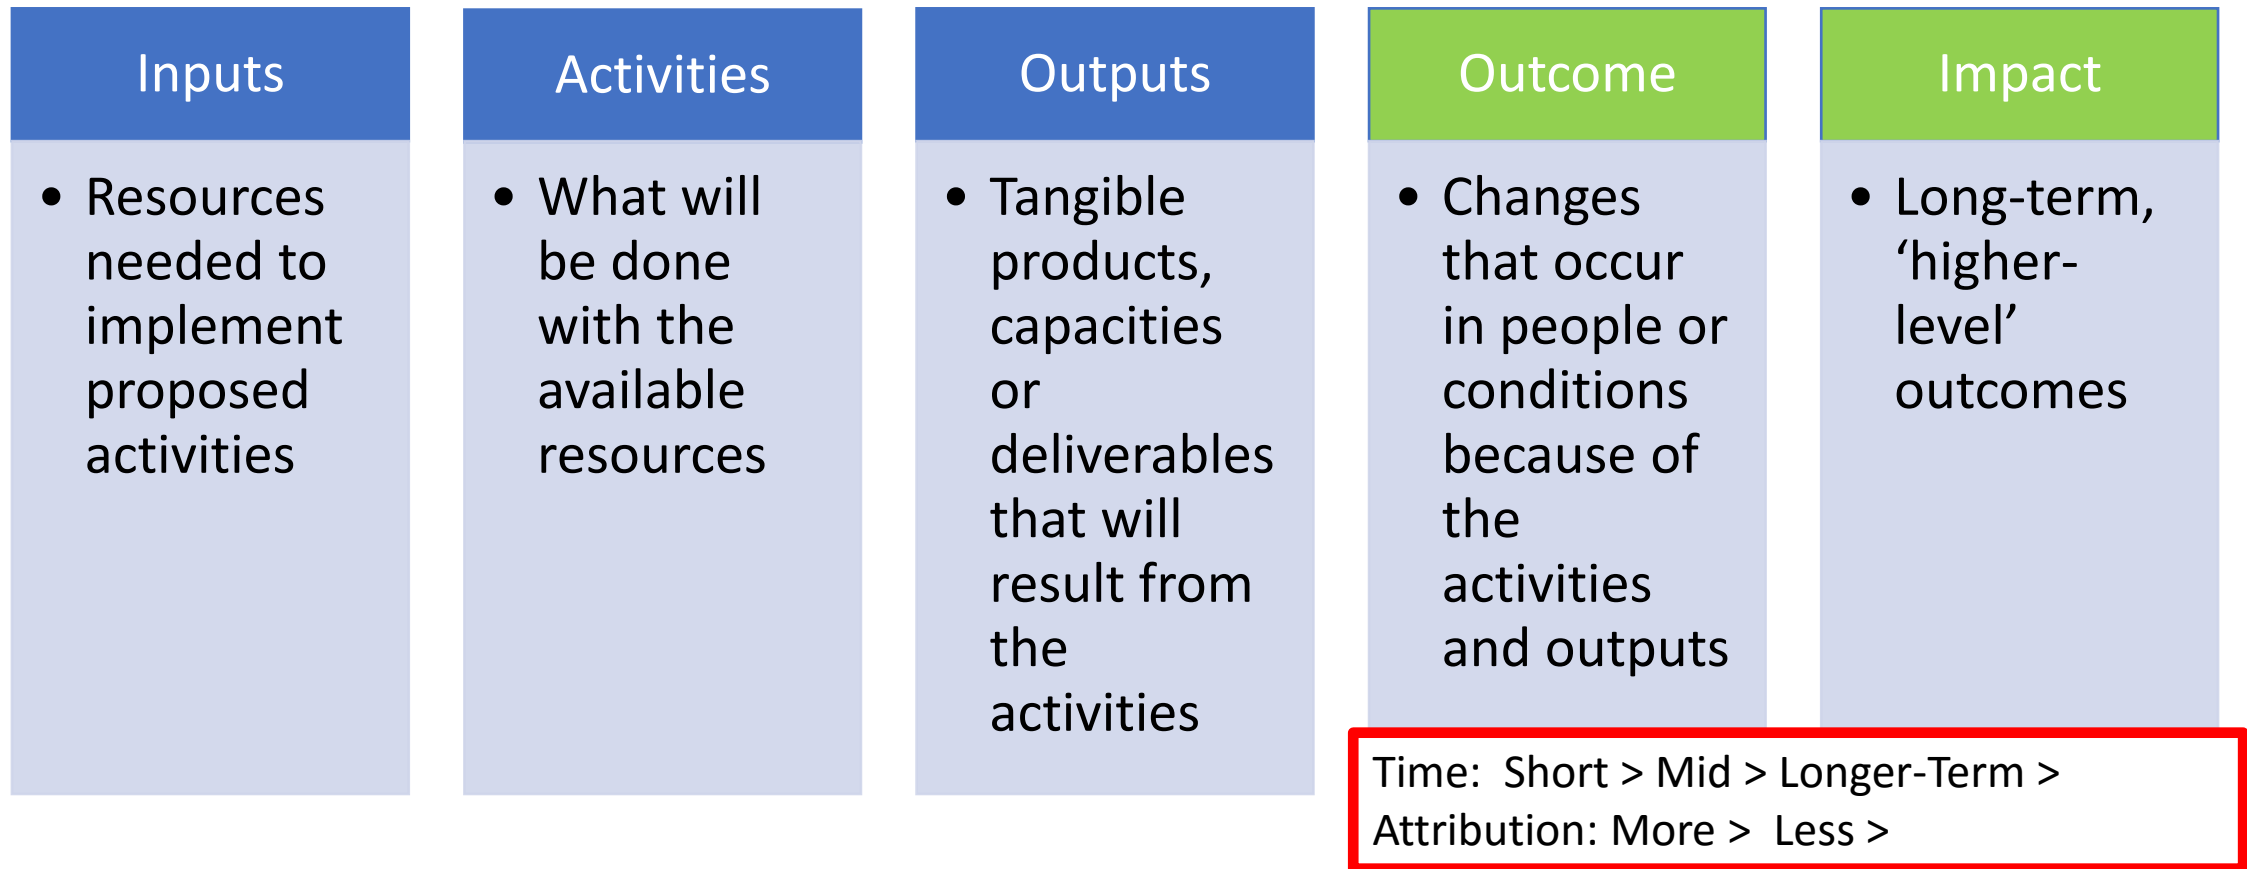 Inputs
• Resources
needed to
implement
proposed
activities
Activities
• What will
be done
with the
available
resources
Outputs
• Tangible
products,
capacities
or
deliverables
that will
result from
the
activities
Outcome
• Changes
that occur
in people or
conditions
because of
the
activities
and outputs
Impact
• Long-term,
‘higher-
level’
outcomes
Time:  Short > Mid > Longer-Term >
Attribution: More >  Less >